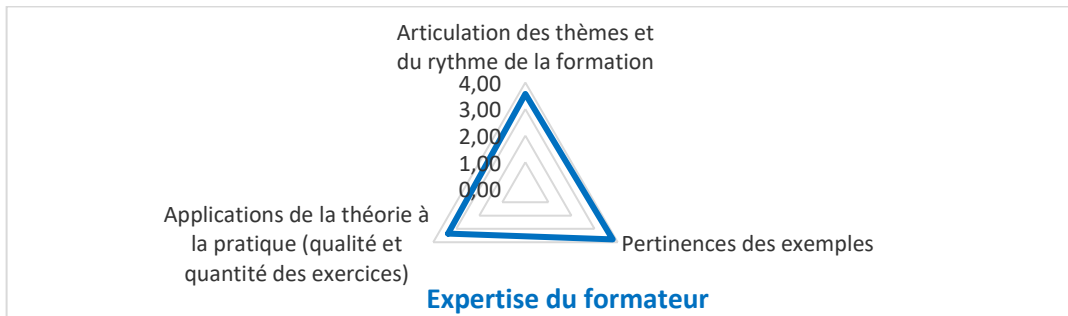 Articulation des thèmes et
du rythme de la formation
4,00
3,00
2,00
1,00
0,00
Applications de la théorie à
la pratique (qualité et
quantité des exercices)
Pertinences des exemples
Expertise du formateur